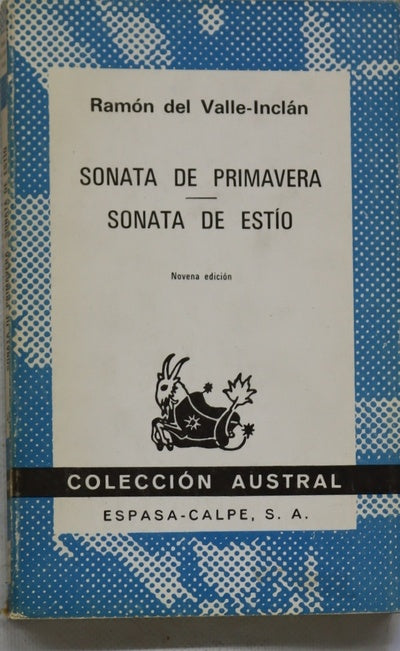 Ramón del Valle-Inclán
SONATA DE PRIMAVERA
SONATA DE ESTÍO
Novena edición
COLECCIÓN AUSTRAL
ESPASA-CALPE, S. A.